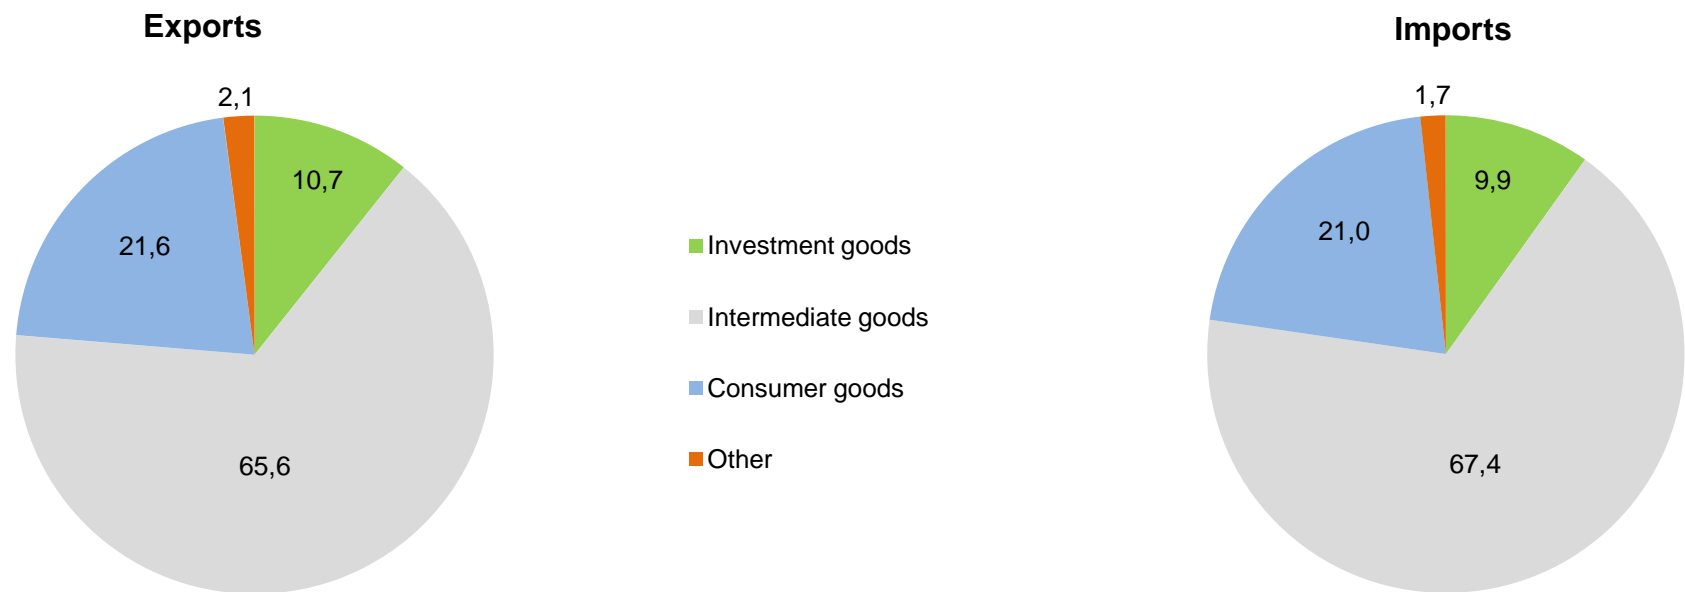 Exports
2,1
10,7
21,6
65,6
Investment goods
Intermediate goods
Consumer goods
Other
Imports
1,7
9,9
21,0
67,4